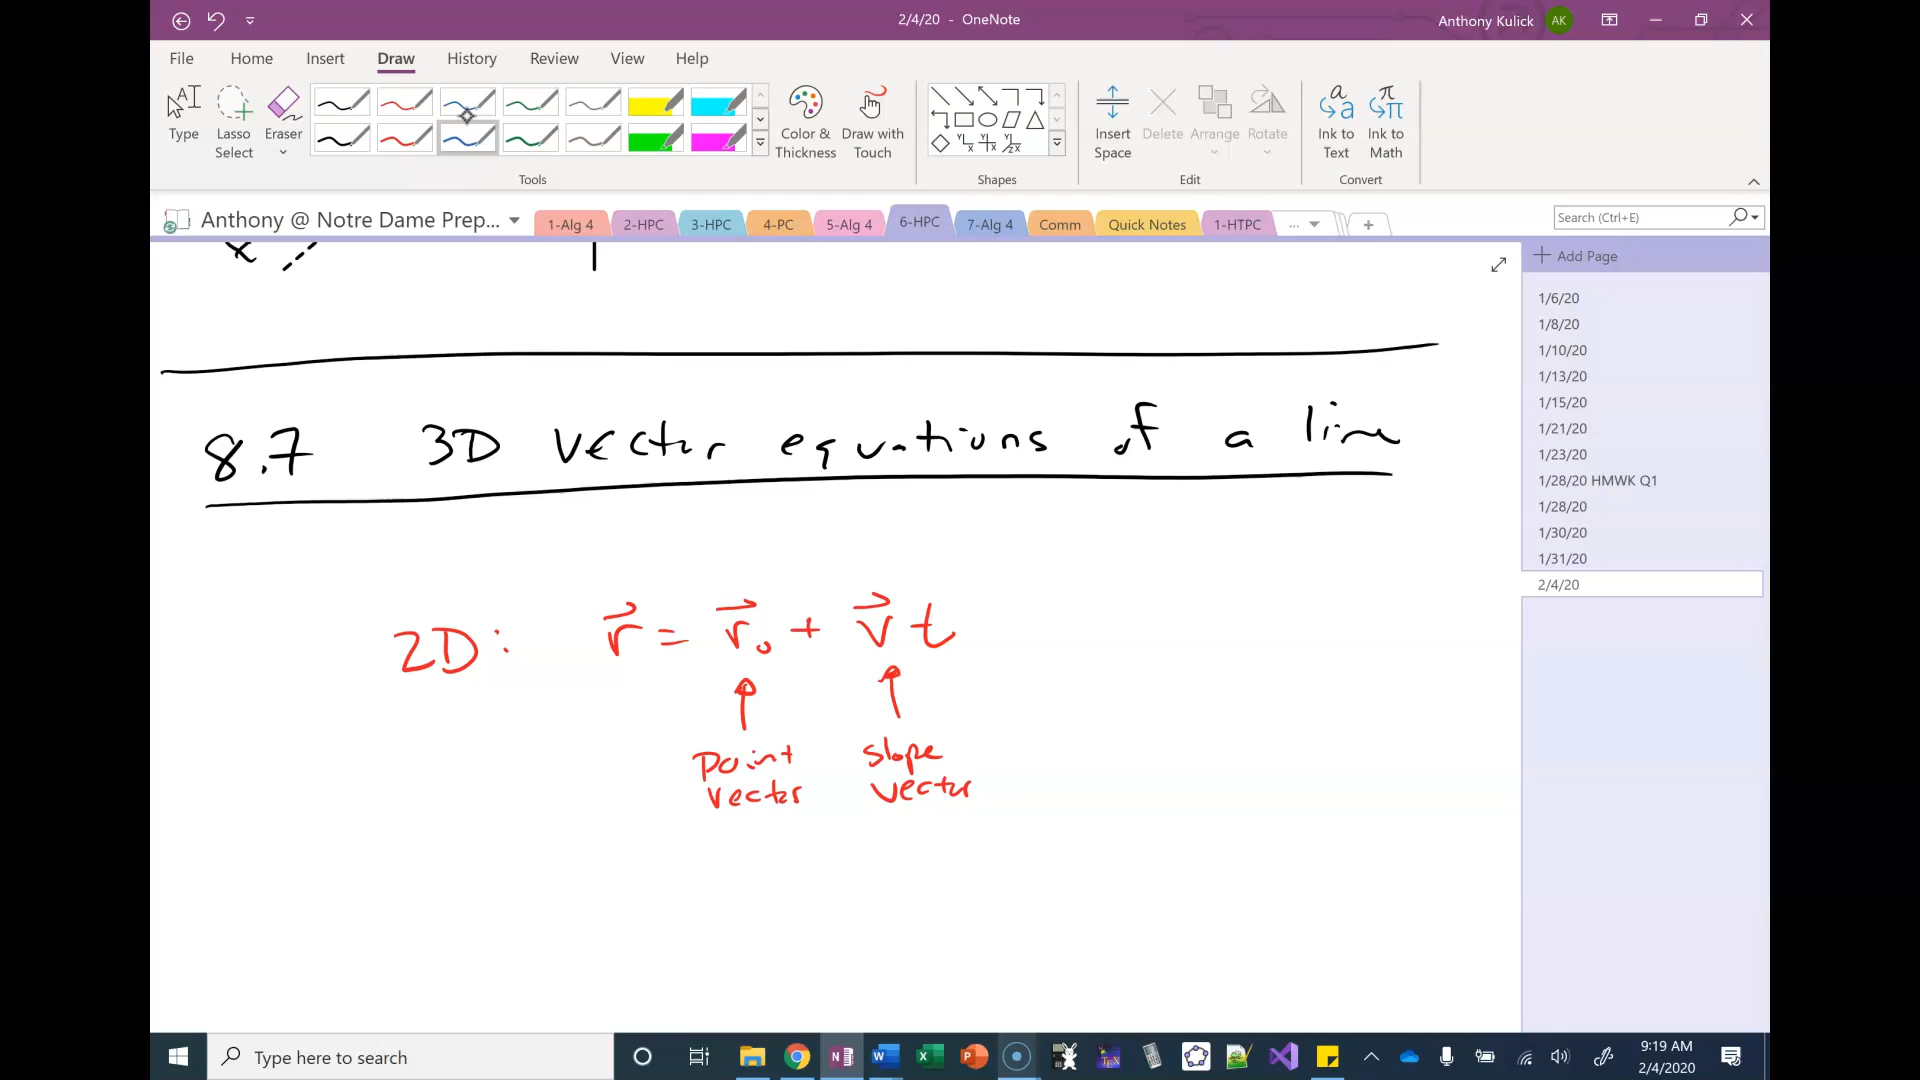 2/4/20 - OneNote
Anthony Kulick AK
File Home Insert Draw History Review View Help
Type
Lasso Select
Eraser
Color & Thickness
Draw with Touch
Insert Space
Delete
Arrange
Rotate
Ink to Text
Ink to Math
Tools Shapes Edit Convert
Anthony @ Notre Dame Prep...
1-Alg 4 2-HPC 3-HPC 4-PC 5-Alg 4 6-HPC 7-Alg 4 Comm Quick Notes 1-HTPC ...
Search (Ctrl+E)
Add Page
1/6/20
1/8/20
1/10/20
1/13/20
1/15/20
1/21/20
1/23/20
1/28/20 HMWK Q1
1/28/20
1/30/20
1/31/20
2/4/20
x
8.7 3D vector equations of a line
2D: r⃗ = r⃗₀ + v⃗ t
point vector
slope vector
Type here to search
9:19 AM
2/4/2020